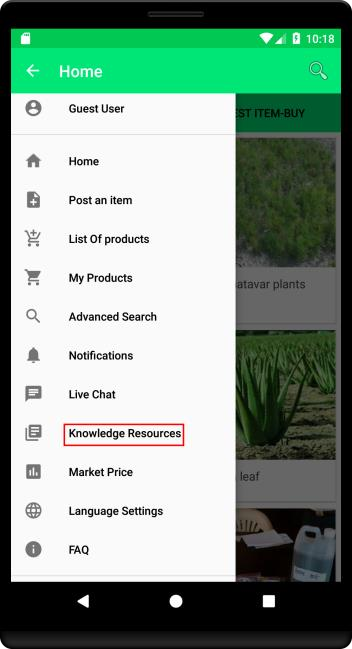 10:18
Home
Guest User
EST ITEM-BUY
Home
Post an item
List Of products
My Products
atavar plants
Advanced Search
Notifications
Live Chat
Knowledge Resources
Market Price
leaf
Language Settings
FAQ